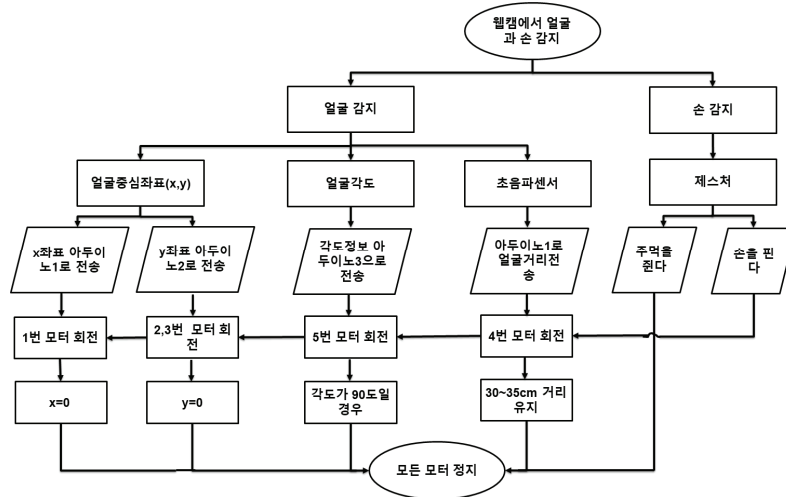 웹캠에서 얼굴
과 손 감지
얼굴 감지
손 감지
얼굴중심좌표(x,y)
얼굴각도
초음파센서
제스처
x좌표 아두이
노1로 전송
y좌표 아두이
노2로 전송
각도정보 아
두이노3으로
전송
아두이노1로
얼굴거리전
송
주먹을
쥔다
손을 핀
다
1번 모터 회전
2,3번 모터 회
전
5번 모터 회전
4번 모터 회전
x=0
y=0
각도가 90도일
경우
30~35cm 거리
유지
모든 모터 정지